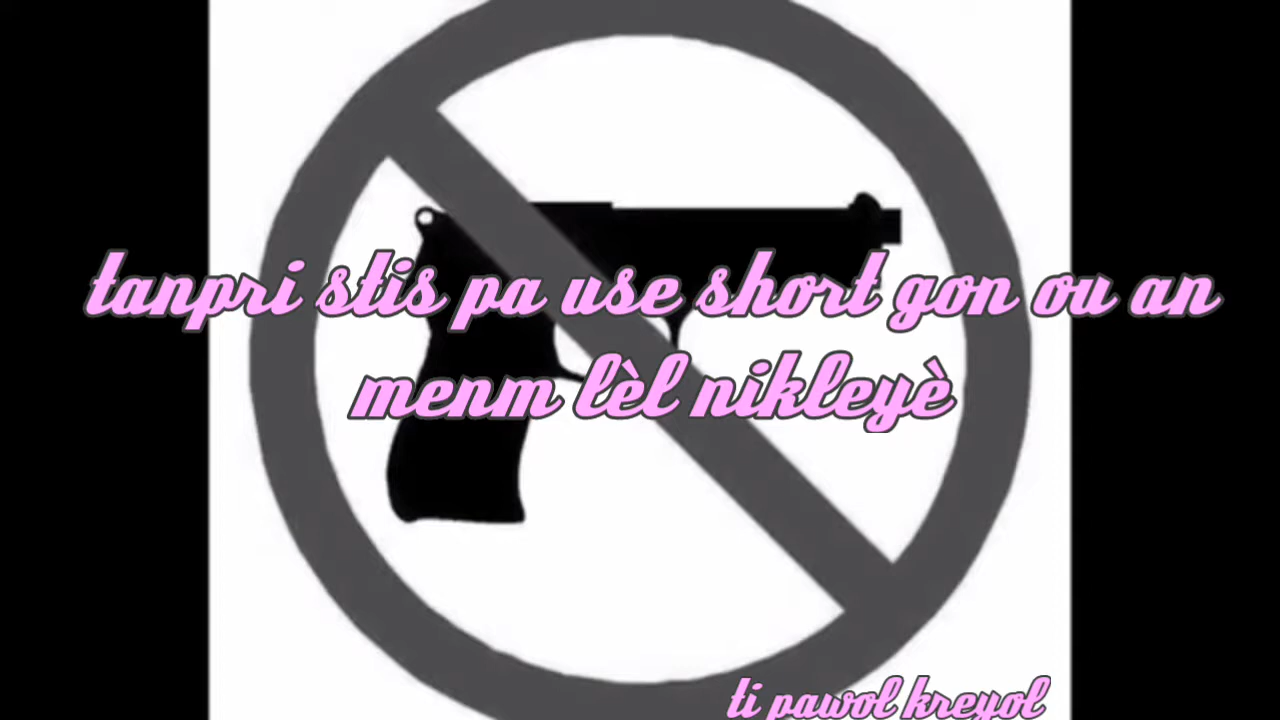 tanpri stis pa use short gon ou an
menm lèl nikleyè
ti pawol kreyol